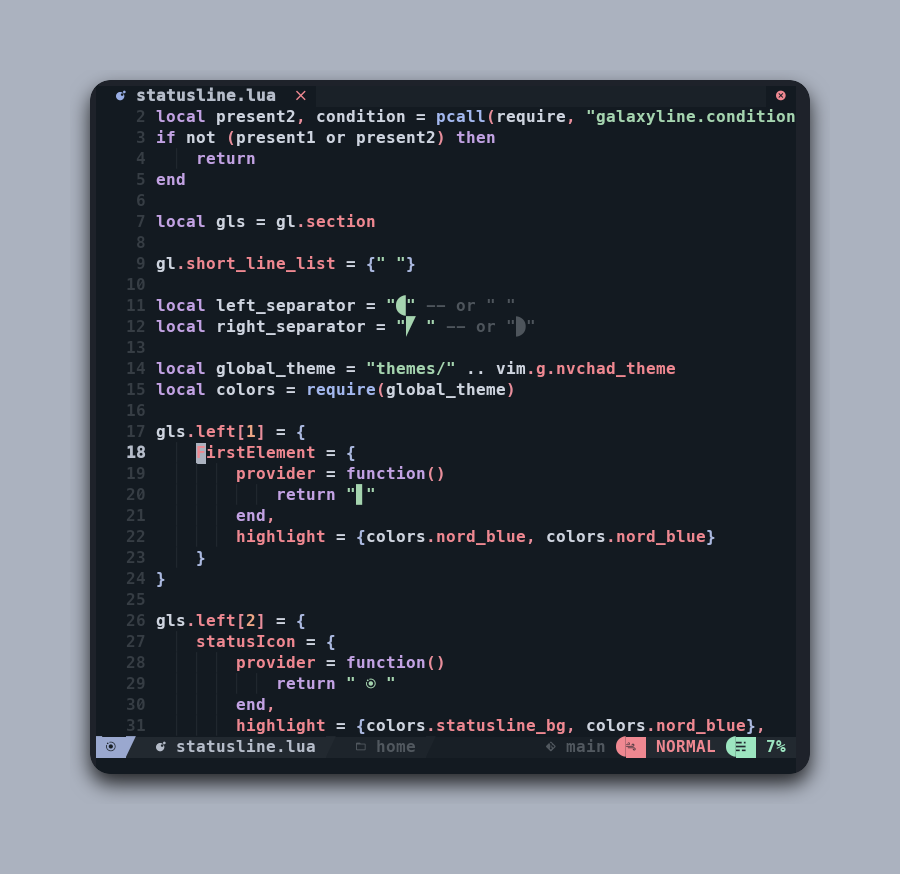 statusline.lua
2 local present2, condition = pcall(require, "galaxyline.condition
3 if not (present1 or present2) then
4     return
5 end
6
7 local gls = gl.section
8
9 gl.short_line_list = {" "}
10
11 local left_separator = "" -- or " "
12 local right_separator = " " -- or ""
13
14 local global_theme = "themes/" .. vim.g.nvchad_theme
15 local colors = require(global_theme)
16
17 gls.left[1] = {
18     FirstElement = {
19         provider = function()
20             return "▋"
21         end,
22         highlight = {colors.nord_blue, colors.nord_blue}
23     }
24 }
25
26 gls.left[2] = {
27     statusIcon = {
28         provider = function()
29             return "  "
30         end,
31         highlight = {colors.statusline_bg, colors.nord_blue},
statusline.lua home main NORMAL 7%